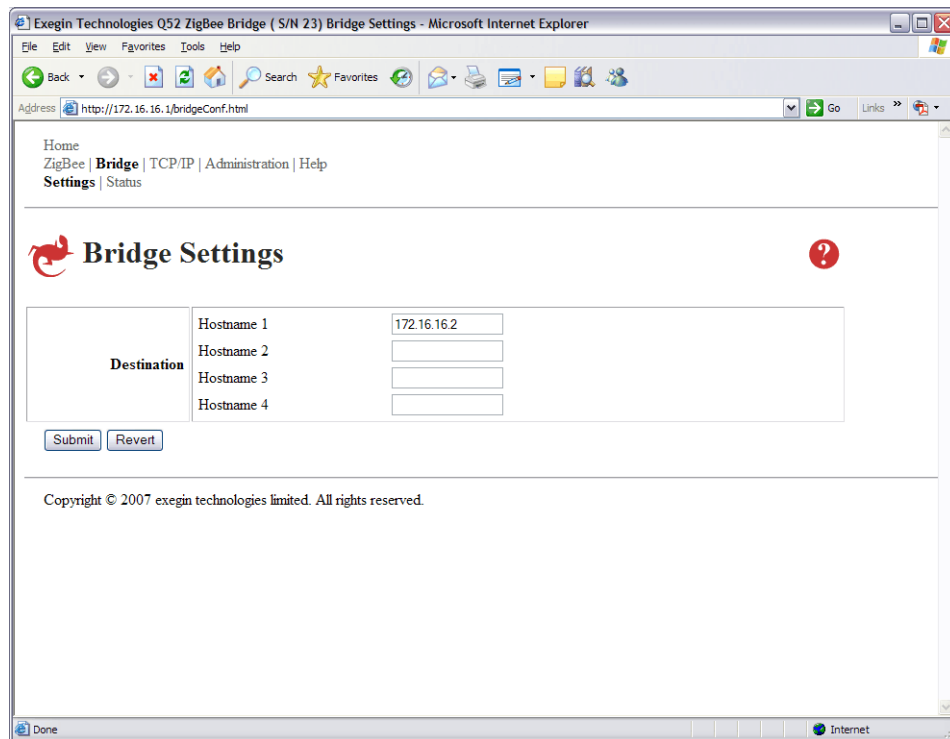 Exegin Technologies Q52 ZigBee Bridge ( S/N 23) Bridge Settings - Microsoft Internet Explorer
File Edit View Favorites Tools Help
Back Search Favorites
Address http://172.16.16.1/bridgeConf.html Go Links »
Home
ZigBee | Bridge | TCP/IP | Administration | Help
Settings | Status
Bridge Settings ?
Hostname 1 172.16.16.2
Hostname 2
Destination
Hostname 3
Hostname 4
Submit Revert
Copyright © 2007 exegin technologies limited. All rights reserved.
Done Internet